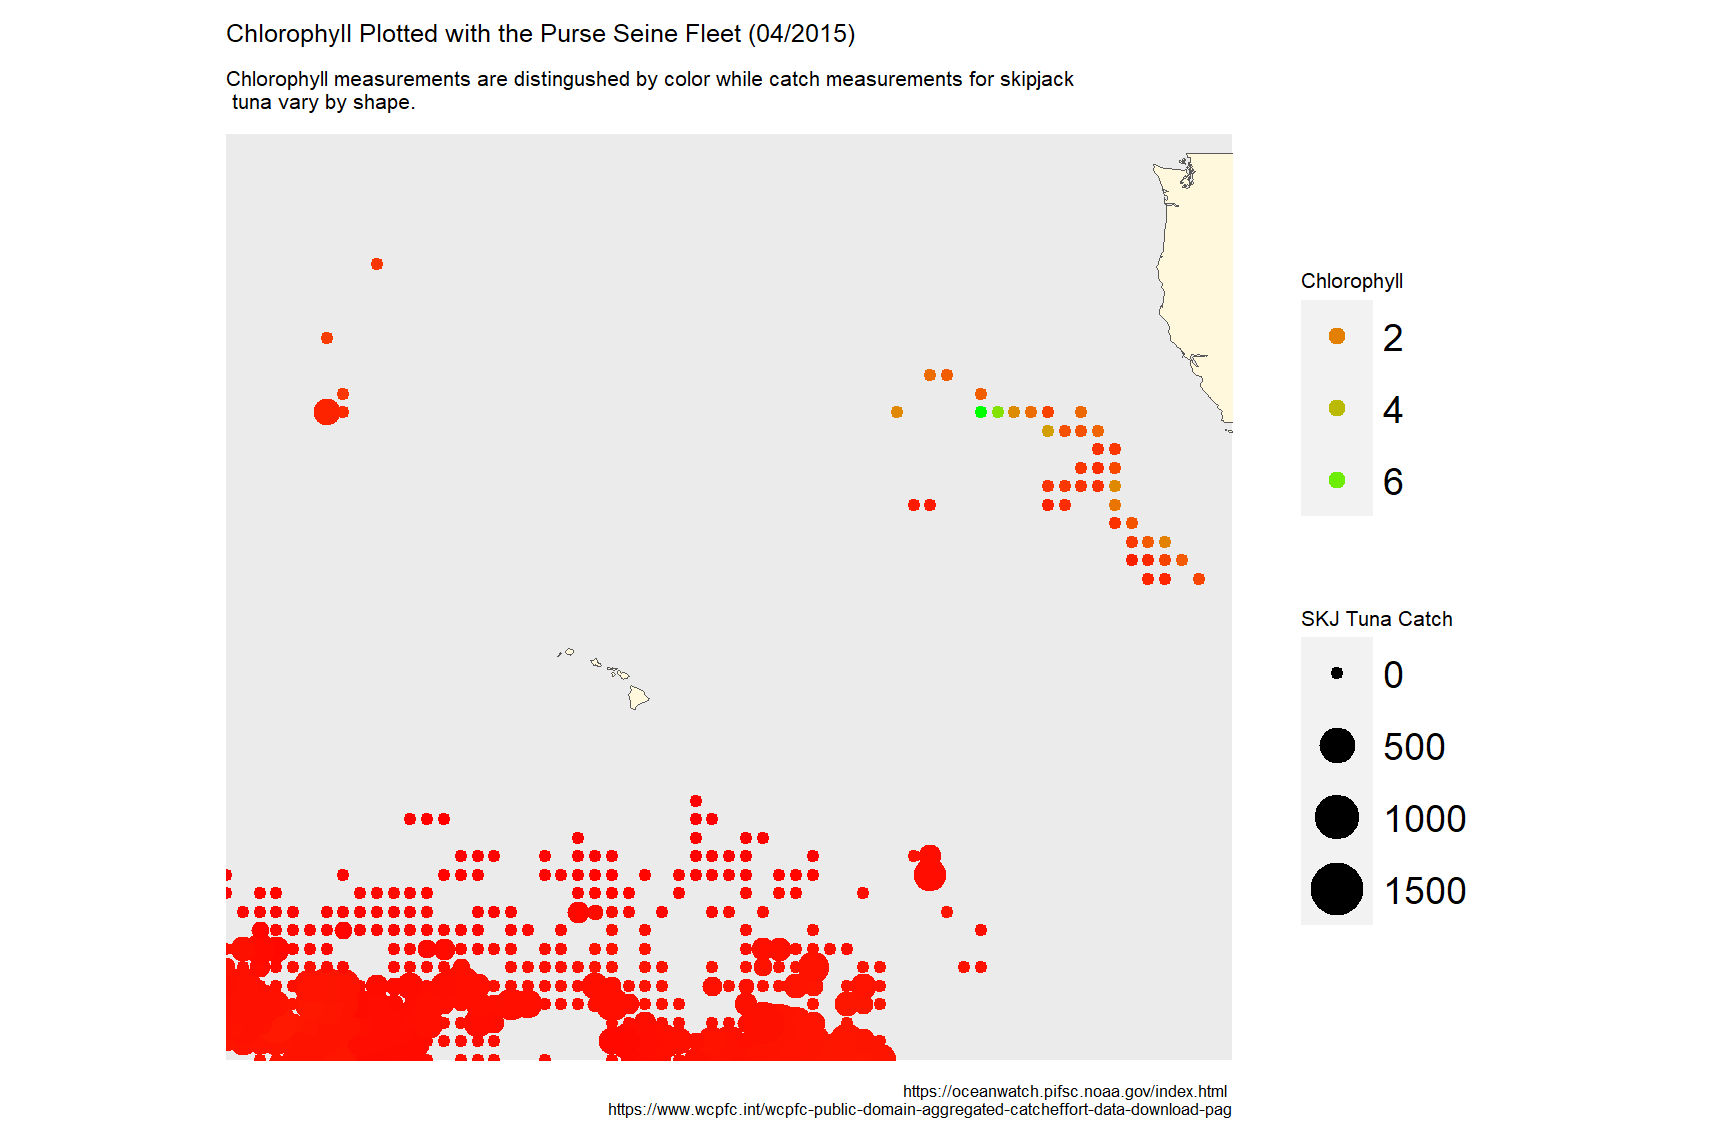 Chlorophyll Plotted with the Purse Seine Fleet (04/2015)
Chlorophyll measurements are distingushed by color while catch measurements for skipjack
tuna vary by shape.
Chlorophyll
2
4
6
SKJ Tuna Catch
0
500
1000
1500
https://oceanwatch.pifsc.noaa.gov/index.html
https://www.wcpfc.int/wcpfc-public-domain-aggregated-catcheffort-data-download-pag